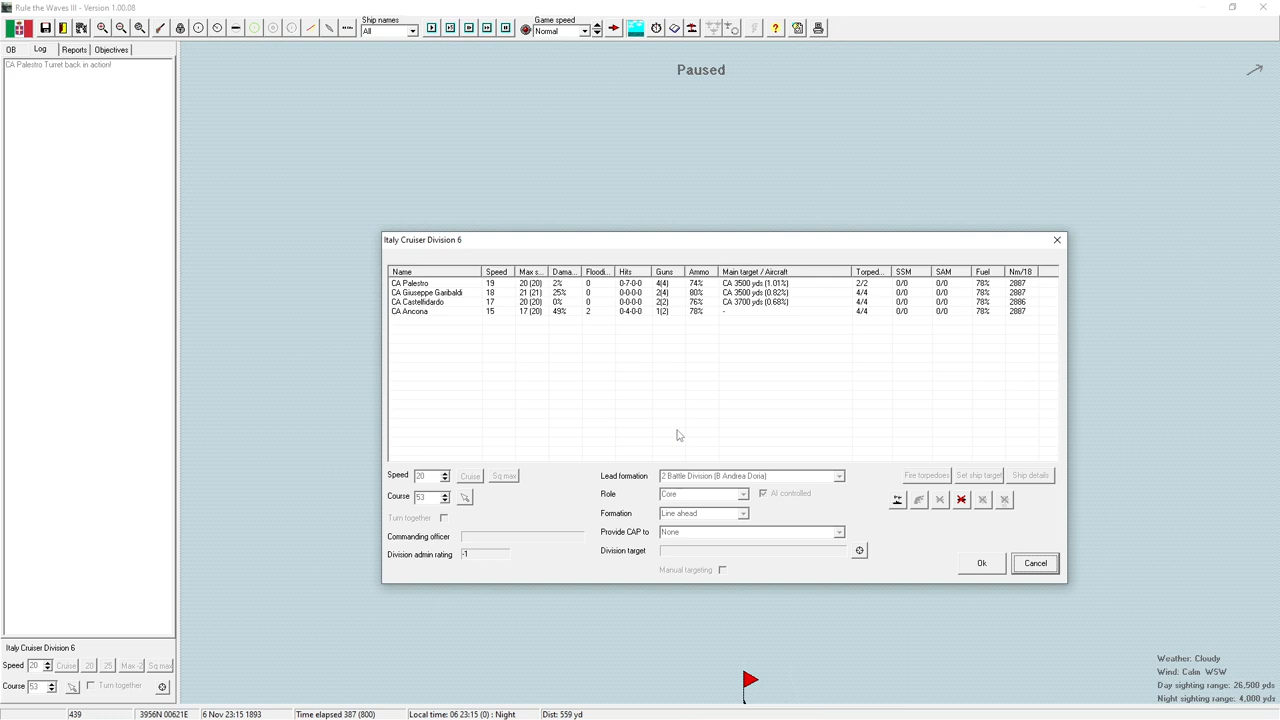 Rule the Waves III - Version 1.00.08
Ship names
All
Game speed
Normal
OB Log Reports Objectives
CA Palestro Turret back in action!
Paused
Italy Cruiser Division 6
Name Speed Max s... Dama... Floodi... Hits Guns Ammo Main target / Aircraft Torped... SSM SAM Fuel Nm/18
CA Palestro 19 20 (20) 2% 0 0-7-0-0 4(4) 74% CA 3500 yds (1.01%) 2/2 0/0 0/0 78% 2887
CA Giuseppe Garibaldi 18 21 (21) 25% 0 0-0-0-0 2(4) 80% CA 3500 yds (0.82%) 4/4 0/0 0/0 78% 2887
CA Castelfidardo 17 20 (20) 0% 0 0-0-0-0 2(2) 76% CA 3700 yds (0.68%) 4/4 0/0 0/0 78% 2886
CA Ancona 15 17 (20) 49% 2 0-4-0-0 1(2) 78% - 4/4 0/0 0/0 78% 2887
Speed 20 Cruise Sq max
Course 53
Turn together
Commanding officer
Division admin rating -1
Lead formation 2 Battle Division (B Andrea Doria)
Role Core AI controlled
Formation Line ahead
Provide CAP to None
Division target
Manual targeting
Fire torpedoes Set ship target Ship details
Ok Cancel
Italy Cruiser Division 6
Speed 20 Cruise 20 25 Max -2 Sq max
Course 53 Turn together
Weather: Cloudy
Wind: Calm WSW
Day sighting range: 26,500 yds
Night sighting range: 4,000 yds
439 3956N 00621E 6 Nov 23:15 1893 Time elapsed 387 (800) Local time: 06 23:15 (0) : Night Dist: 559 yd